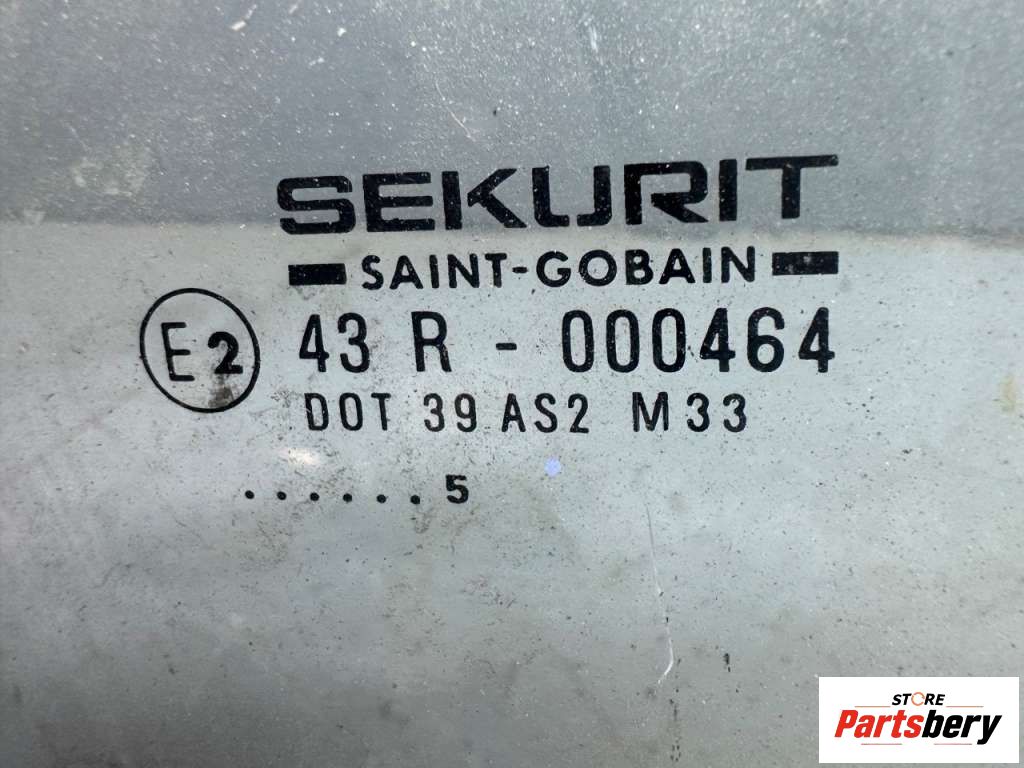 SEKURIT
SAINT-GOBAIN
E2 43 R - 000464
DOT 39 AS2 M33
......5
STORE
Partsbery